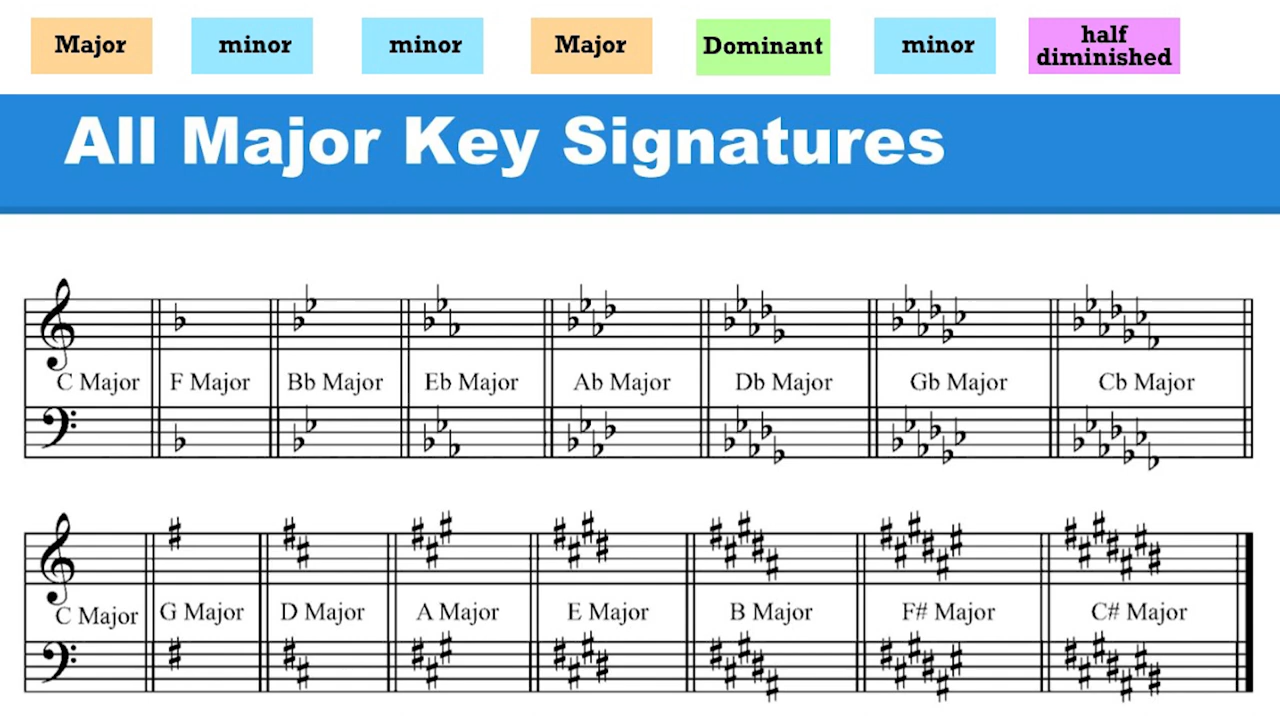 Major minor minor Major Dominant minor half diminished
All Major Key Signatures
C Major F Major Bb Major Eb Major Ab Major Db Major Gb Major Cb Major
C Major G Major D Major A Major E Major B Major F# Major C# Major